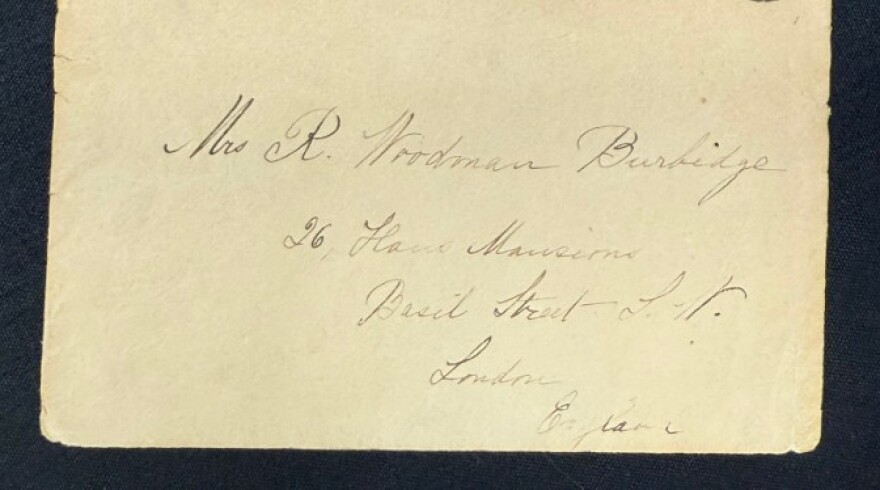 Mrs R. Woodman Burbidge
26, Hans Mansions
Basil Street S. W.
London
England